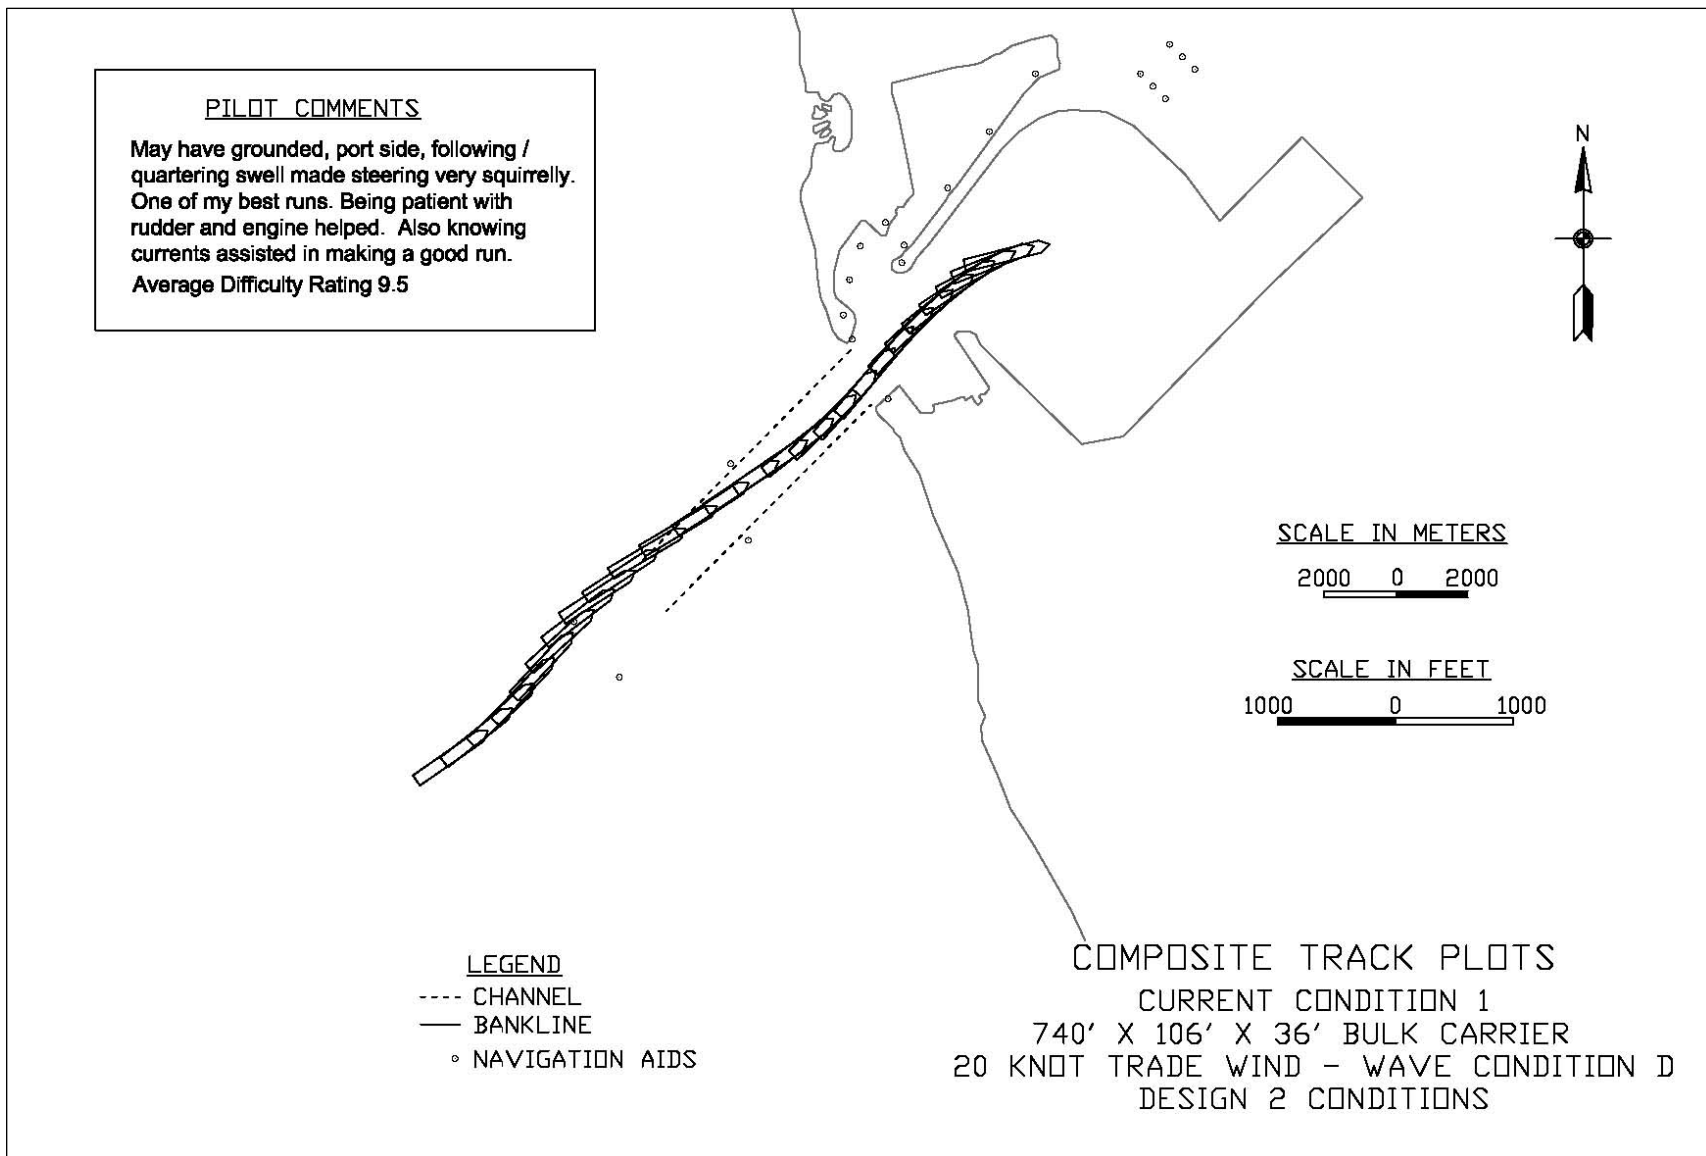 PILOT COMMENTS
May have grounded, port side, following /
quartering swell made steering very squirrelly.
One of my best runs. Being patient with
rudder and engine helped. Also knowing
currents assisted in making a good run.
Average Difficulty Rating 9.5
N
SCALE IN METERS
2000 0 2000
SCALE IN FEET
1000 0 1000
LEGEND
CHANNEL
BANKLINE
NAVIGATION AIDS
COMPOSITE TRACK PLOTS
CURRENT CONDITION 1
740' X 106' X 36' BULK CARRIER
20 KNOT TRADE WIND - WAVE CONDITION D
DESIGN 2 CONDITIONS